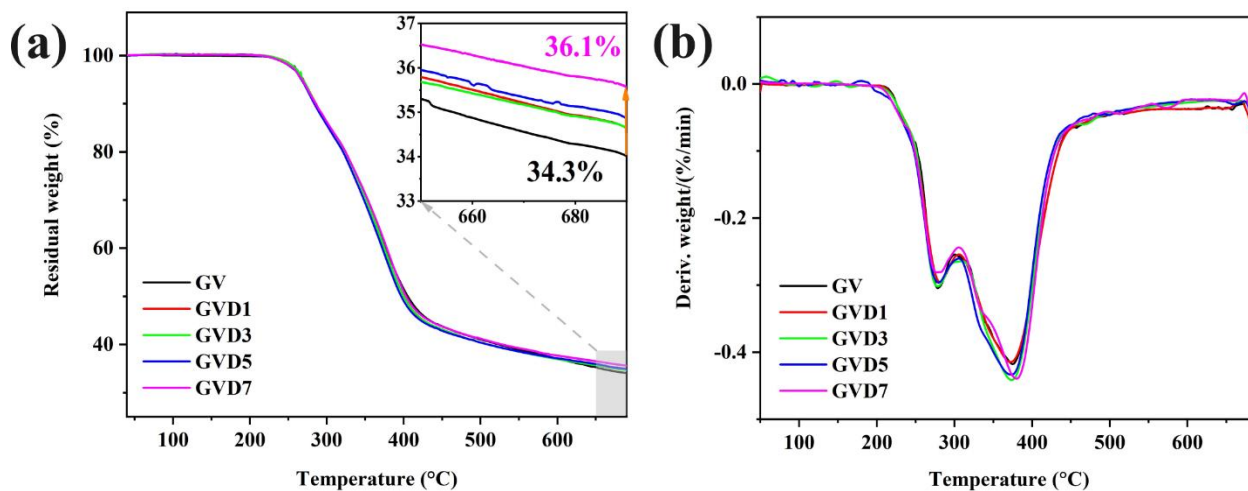 (a)
Residual weight (%)
100
80
60
40
100
200
300
400
500
600
Temperature (°C)
GV
GVD1
GVD3
GVD5
GVD7
37
36
35
34
33
660
680
36.1%
34.3%
(b)
Deriv. weight/(%/min)
0.0
-0.2
-0.4
100
200
300
400
500
600
Temperature (°C)
GV
GVD1
GVD3
GVD5
GVD7